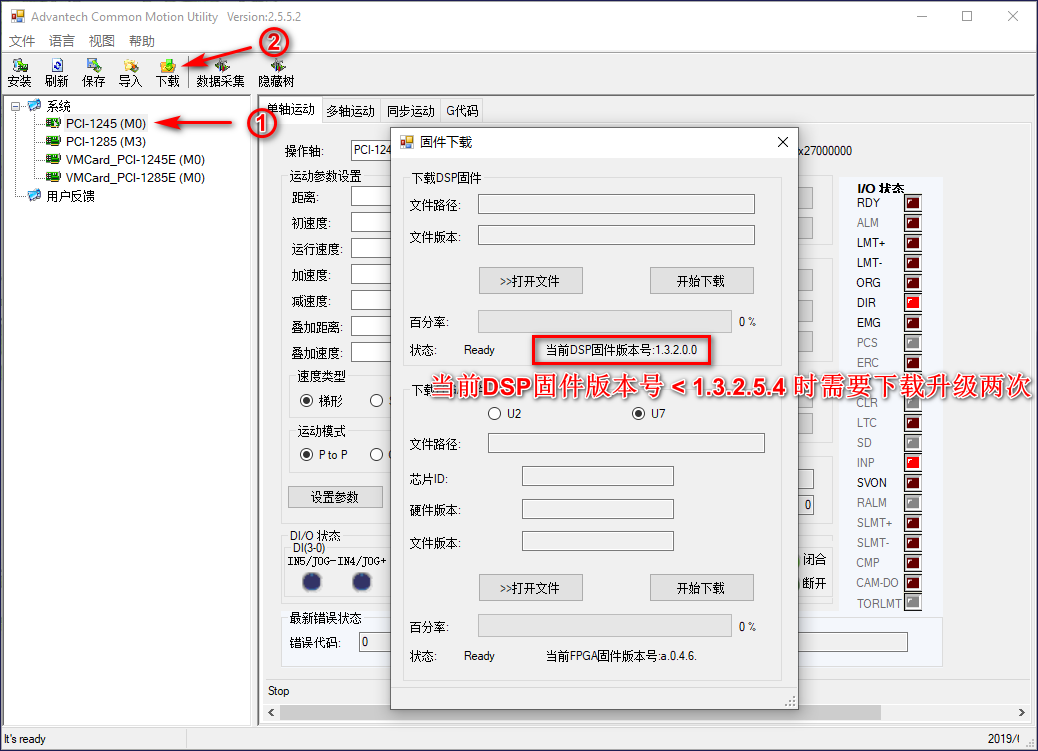 Advantech Common Motion Utility Version:2.5.5.2
文件 语言 视图 帮助
②
安装 刷新 保存 导入 下载 数据采集 隐藏树
系统
PCI-1245 (M0)
①
PCI-1285 (M3)
VMCard_PCI-1245E (M0)
VMCard_PCI-1285E (M0)
用户反馈
单轴运动 多轴运动 同步运动 G代码
操作轴: PCI-124
x27000000
运动参数设置
距离:
初速度:
运行速度:
加速度:
减速度:
叠加距离:
叠加速度:
速度类型
梯形
运动模式
P to P
设置参数
DI/O 状态
DI(3-0)
IN5/JOG-IN4/JOG+
最新错误状态
错误代码: 0
Stop
固件下载
下载DSP固件
文件路径:
文件版本:
>>打开文件 开始下载
百分率: 0 %
状态: Ready 当前DSP固件版本号:1.3.2.0.0
当前DSP固件版本号 < 1.3.2.5.4 时需要下载升级两次
下载
U2 U7
文件路径:
芯片ID:
硬件版本:
文件版本:
>>打开文件 开始下载
百分率: 0 %
状态: Ready 当前FPGA固件版本号:a.0.4.6.
0
闭合
断开
I/O 状态
RDY
ALM
LMT+
LMT-
ORG
DIR
EMG
PCS
ERC
CLR
LTC
SD
INP
SVON
RALM
SLMT+
SLMT-
CMP
CAM-DO
TORLMT
It's ready
2019/